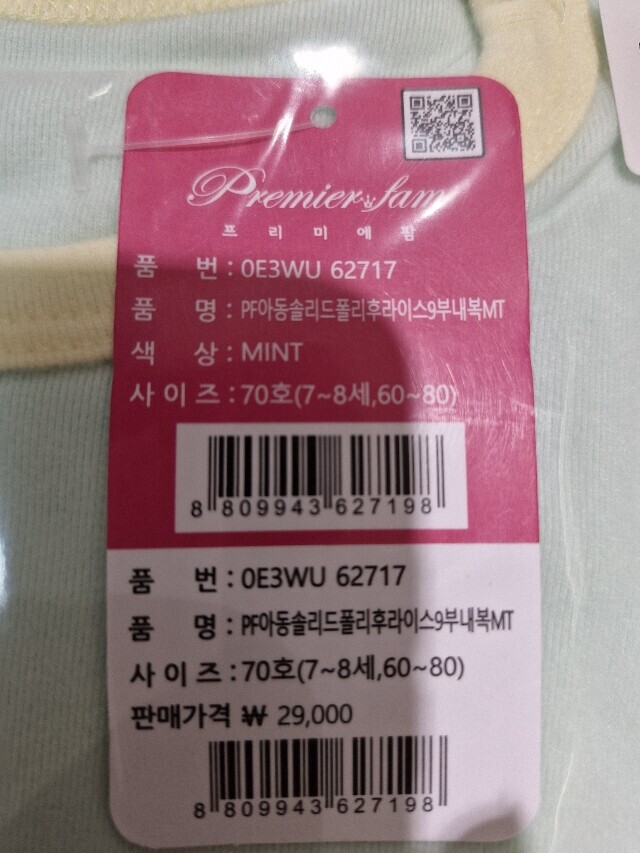 Premier fam
프리미에팜
품 번 : 0E3WU 62717
품 명 : PF아동솔리드폴리후라이스9부내복MT
색 상 : MINT
사 이 즈 : 70호(7~8세,60~80)
8 809943 627198
품 번 : 0E3WU 62717
품 명 : PF아동솔리드폴리후라이스9부내복MT
사 이 즈 : 70호(7~8세,60~80)
판매가격 ₩ 29,000
8 809943 627198